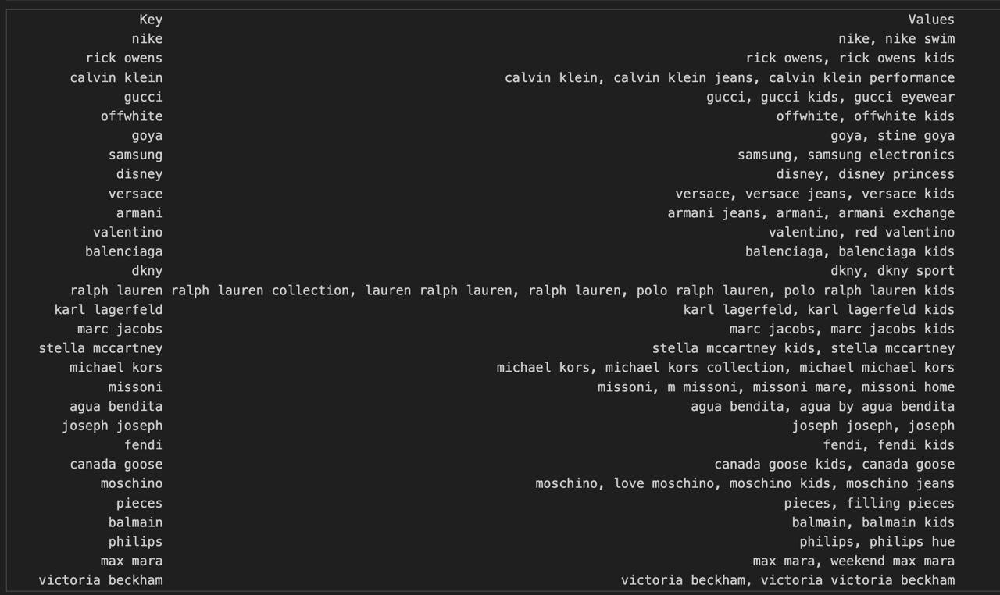 Key Values
nike nike, nike swim
rick owens rick owens, rick owens kids
calvin klein calvin klein, calvin klein jeans, calvin klein performance
gucci gucci, gucci kids, gucci eyewear
offwhite offwhite, offwhite kids
goya goya, stine goya
samsung samsung, samsung electronics
disney disney, disney princess
versace versace, versace jeans, versace kids
armani armani jeans, armani, armani exchange
valentino valentino, red valentino
balenciaga balenciaga, balenciaga kids
dkny dkny, dkny sport
ralph lauren ralph lauren collection, lauren ralph lauren, ralph lauren, polo ralph lauren, polo ralph lauren kids
karl lagerfeld karl lagerfeld, karl lagerfeld kids
marc jacobs marc jacobs, marc jacobs kids
stella mccartney stella mccartney kids, stella mccartney
michael kors michael kors, michael kors collection, michael michael kors
missoni missoni, m missoni, missoni mare, missoni home
agua bendita agua bendita, agua by agua bendita
joseph joseph joseph joseph, joseph
fendi fendi, fendi kids
canada goose canada goose kids, canada goose
moschino moschino, love moschino, moschino kids, moschino jeans
pieces pieces, filling pieces
balmain balmain, balmain kids
philips philips, philips hue
max mara max mara, weekend max mara
victoria beckham victoria beckham, victoria victoria beckham